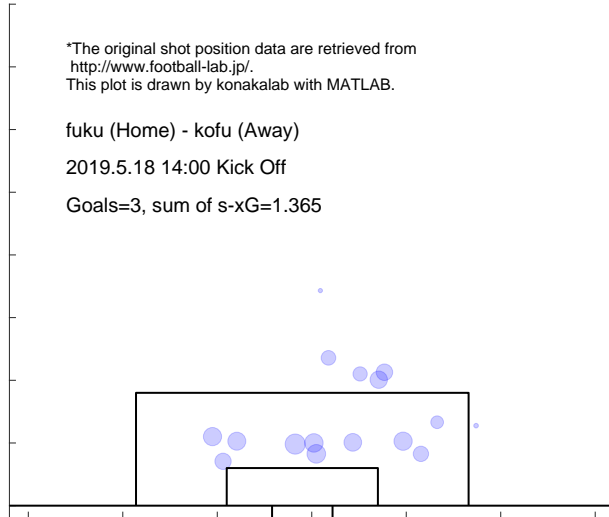 *The original shot position data are retrieved from
http://www.football-lab.jp/.
This plot is drawn by konakalab with MATLAB.
fuku (Home) - kofu (Away)
2019.5.18 14:00 Kick Off
Goals=3, sum of s-xG=1.365